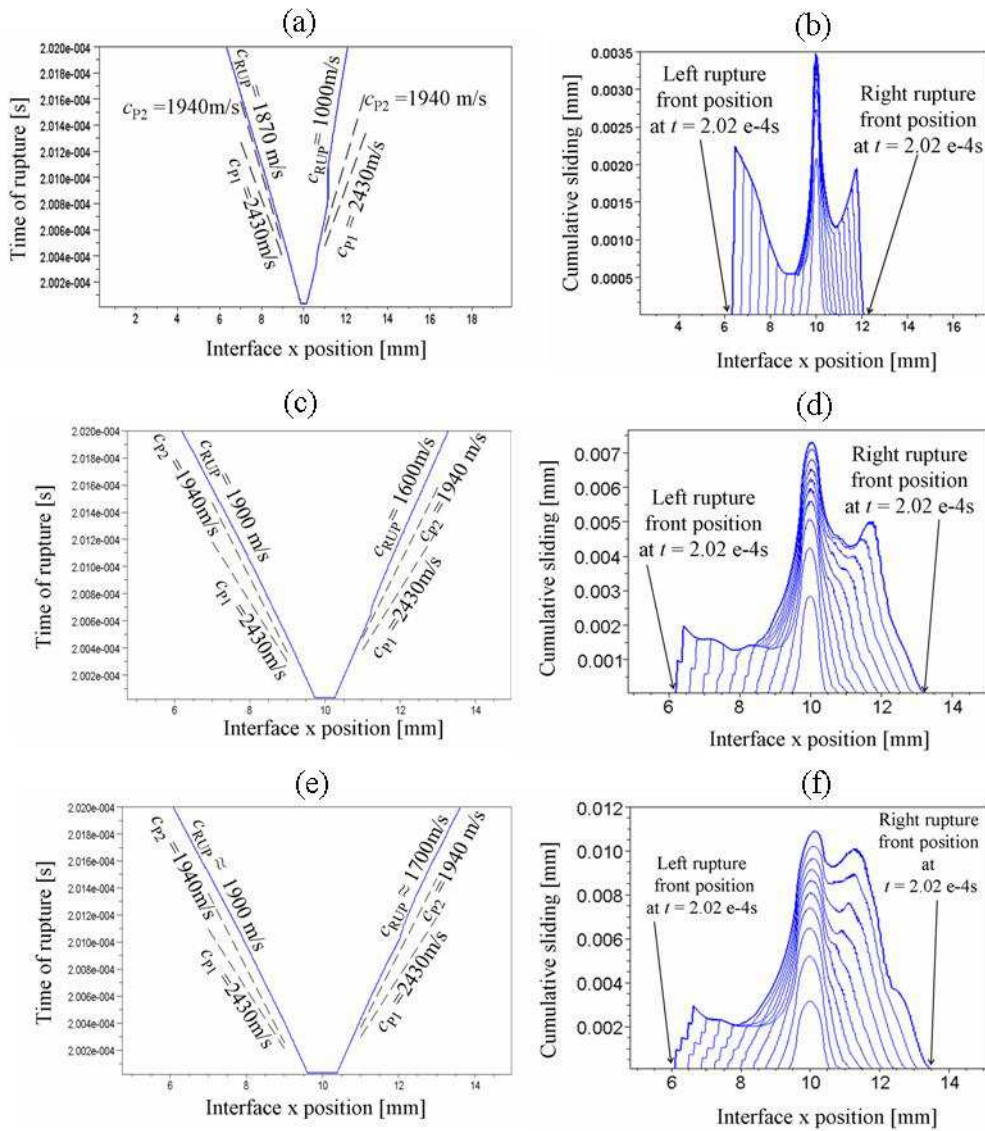 (a)
Time of rupture [s]
2.020e-004
2.018e-004
2.016e-004
2.014e-004
2.012e-004
2.010e-004
2.008e-004
2.006e-004
2.004e-004
2.002e-004
cP2 =1940m/s
cRUP = 1870 m/s
cP1 =2430m/s
cRUP = 1000m/s
cP2 =1940 m/s
cP1 = 2430m/s
2 4 6 8 10 12 14 16 18
Interface x position [mm]
(b)
Cumulative sliding [mm]
0.0035
0.0030
0.0025
0.0020
0.0015
0.0010
0.0005
Left rupture
front position
at t = 2.02 e-4s
Right rupture
front position
at t = 2.02 e-4s
4 6 8 10 12 14 16
Interface x position [mm]
(c)
Time of rupture [s]
2.020e-004
2.018e-004
2.016e-004
2.014e-004
2.012e-004
2.010e-004
2.008e-004
2.006e-004
2.004e-004
2.002e-004
cP2 =1940m/s
cRUP =1900 m/s
cP1 =2430m/s
cRUP = 1600m/s
cP2 =1940 m/s
cP1 =2430m/s
6 8 10 12 14
Interface x position [mm]
(d)
Cumulative sliding [mm]
0.007
0.006
0.005
0.004
0.003
0.002
0.001
Left rupture
front position
at t = 2.02 e-4s
Right rupture
front position
at t = 2.02 e-4s
6 8 10 12 14
Interface x position [mm]
(e)
Time of rupture [s]
2.020e-004
2.018e-004
2.016e-004
2.014e-004
2.012e-004
2.010e-004
2.008e-004
2.006e-004
2.004e-004
2.002e-004
cP2 =1940m/s
cRUP ≈ 1900 m/s
cP1 =2430m/s
cRUP ≈ 1700m/s
cP2 =1940 m/s
cP1 =2430m/s
6 8 10 12 14
Interface x position [mm]
(f)
Cumulative sliding [mm]
0.012
0.010
0.008
0.006
0.004
0.002
Left rupture
front position
at t = 2.02 e-4s
Right rupture
front position
at
t = 2.02 e-4s
6 8 10 12 14
Interface x position [mm]